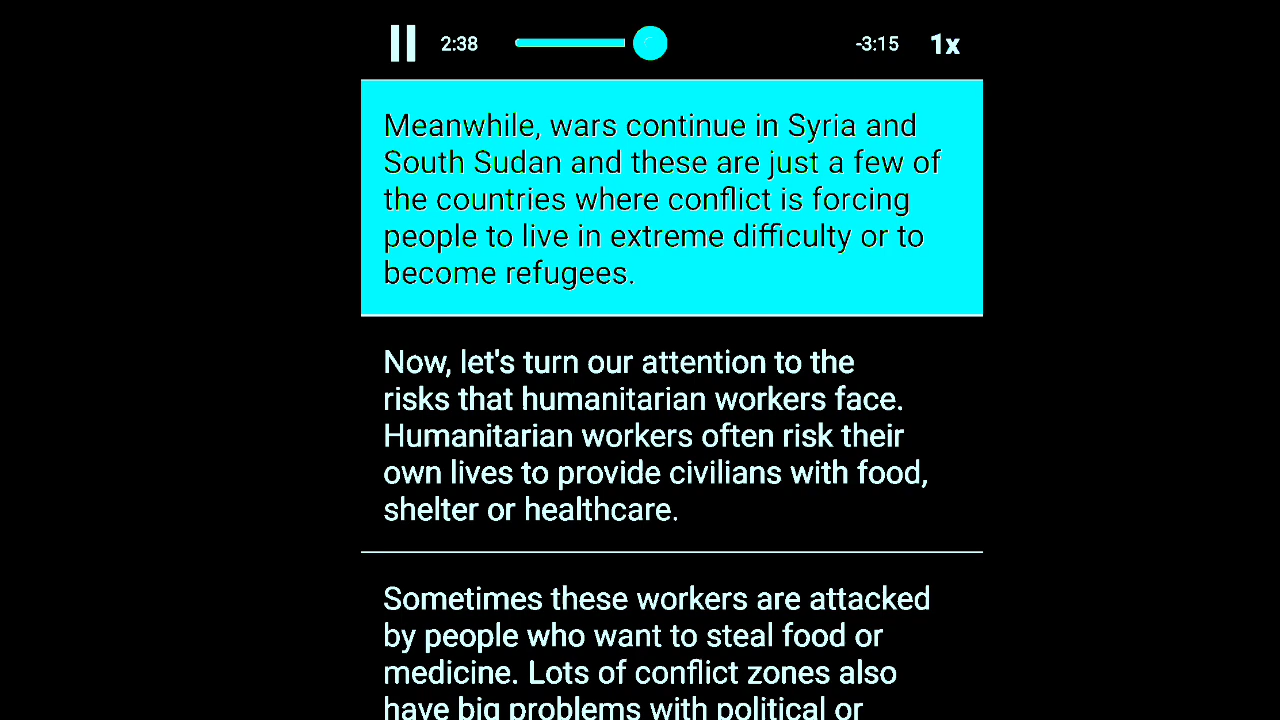 2:38
-3:15
1x
Meanwhile, wars continue in Syria and
South Sudan and these are just a few of
the countries where conflict is forcing
people to live in extreme difficulty or to
become refugees.
Now, let's turn our attention to the
risks that humanitarian workers face.
Humanitarian workers often risk their
own lives to provide civilians with food,
shelter or healthcare.
Sometimes these workers are attacked
by people who want to steal food or
medicine. Lots of conflict zones also
have big problems with political or